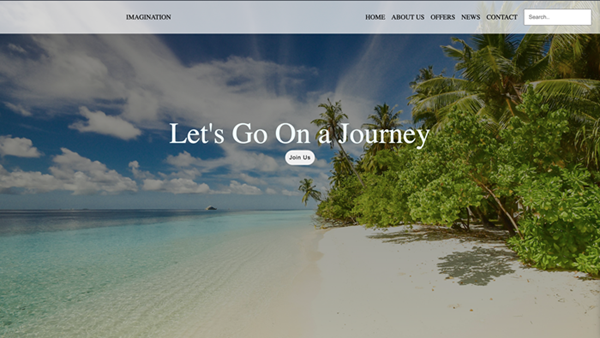 IMAGINATION
HOME ABOUT US OFFERS NEWS CONTACT Search..
Let's Go On a Journey
Join Us